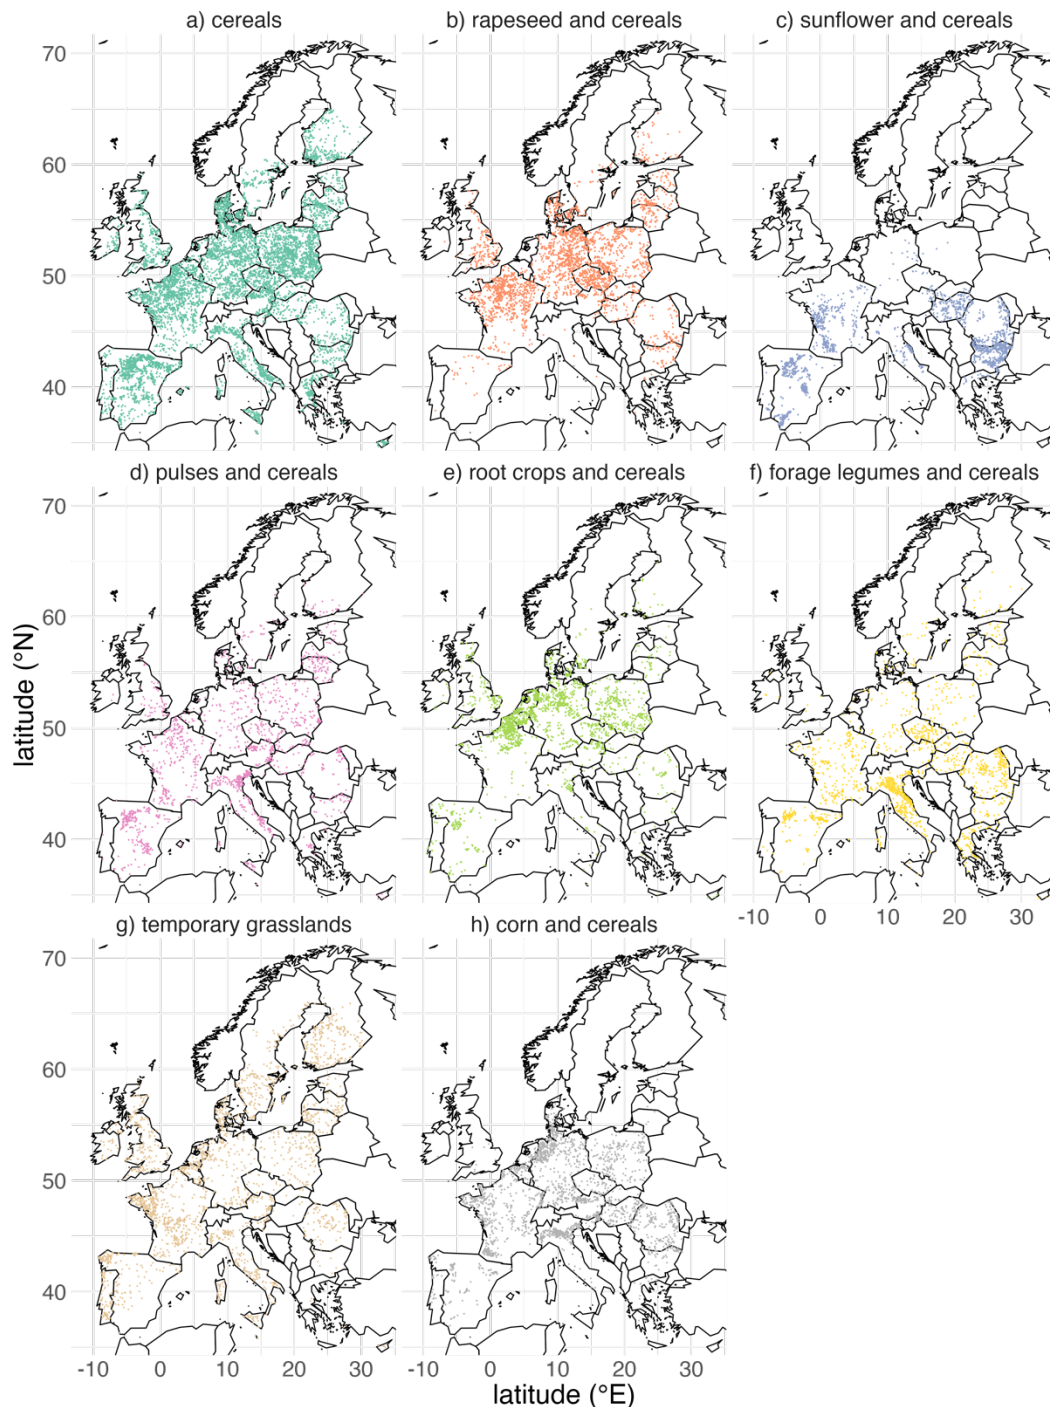 a) cereals
b) rapeseed and cereals
c) sunflower and cereals
70
60
50
40
d) pulses and cereals
e) root crops and cereals
f) forage legumes and cereals
70
60
50
40
-10 0 10 20 30
latitude (°N)
g) temporary grasslands
h) corn and cereals
70
60
50
40
-10 0 10 20 30
-10 0 10 20 30
latitude (°E)